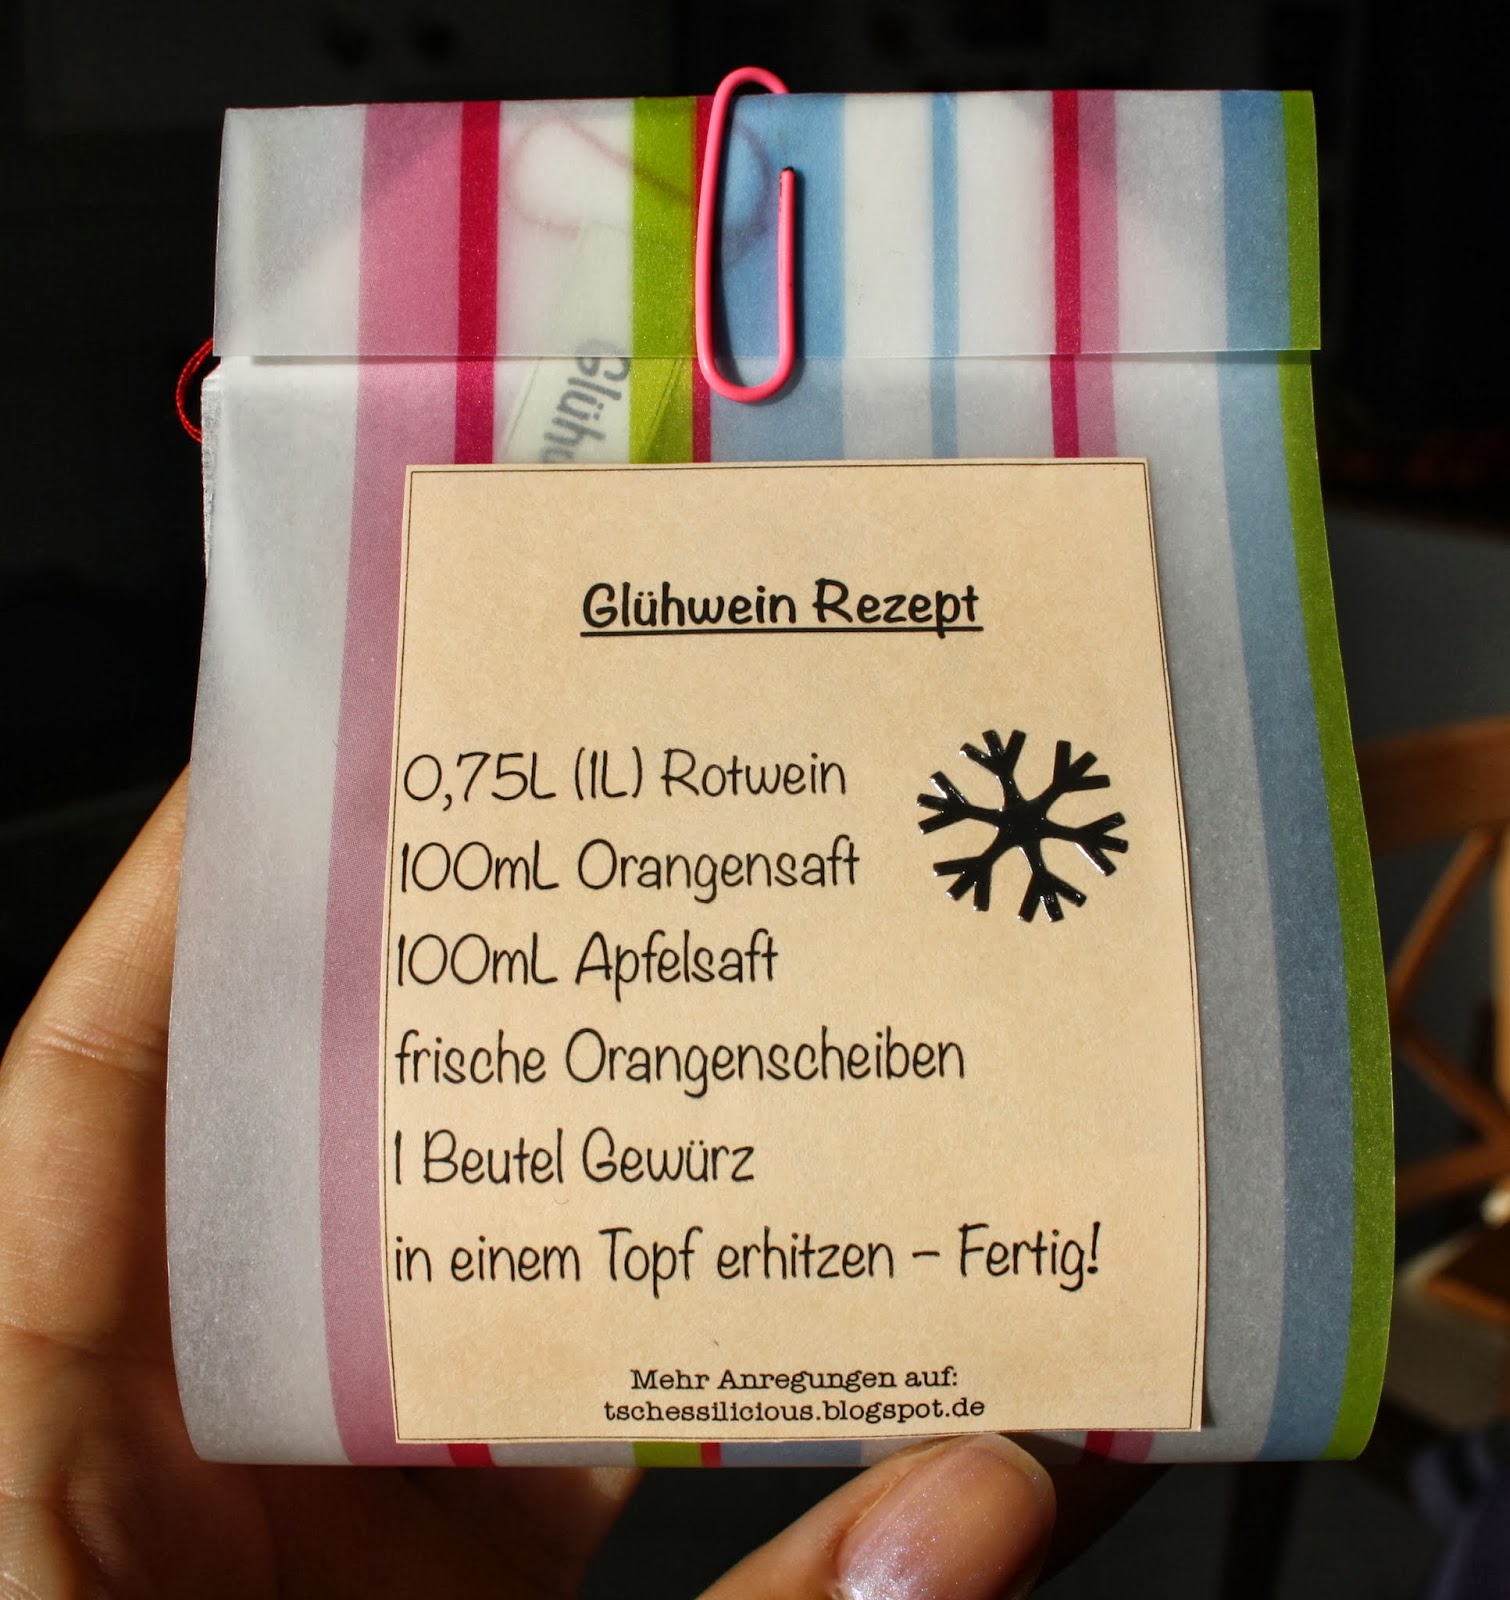 Glühwein Rezept
0,75L (1L) Rotwein
100mL Orangensaft
100mL Apfelsaft
frische Orangenscheiben
1 Beutel Gewürz
in einem Topf erhitzen – Fertig!
Mehr Anregungen auf:
tschessilicious.blogspot.de